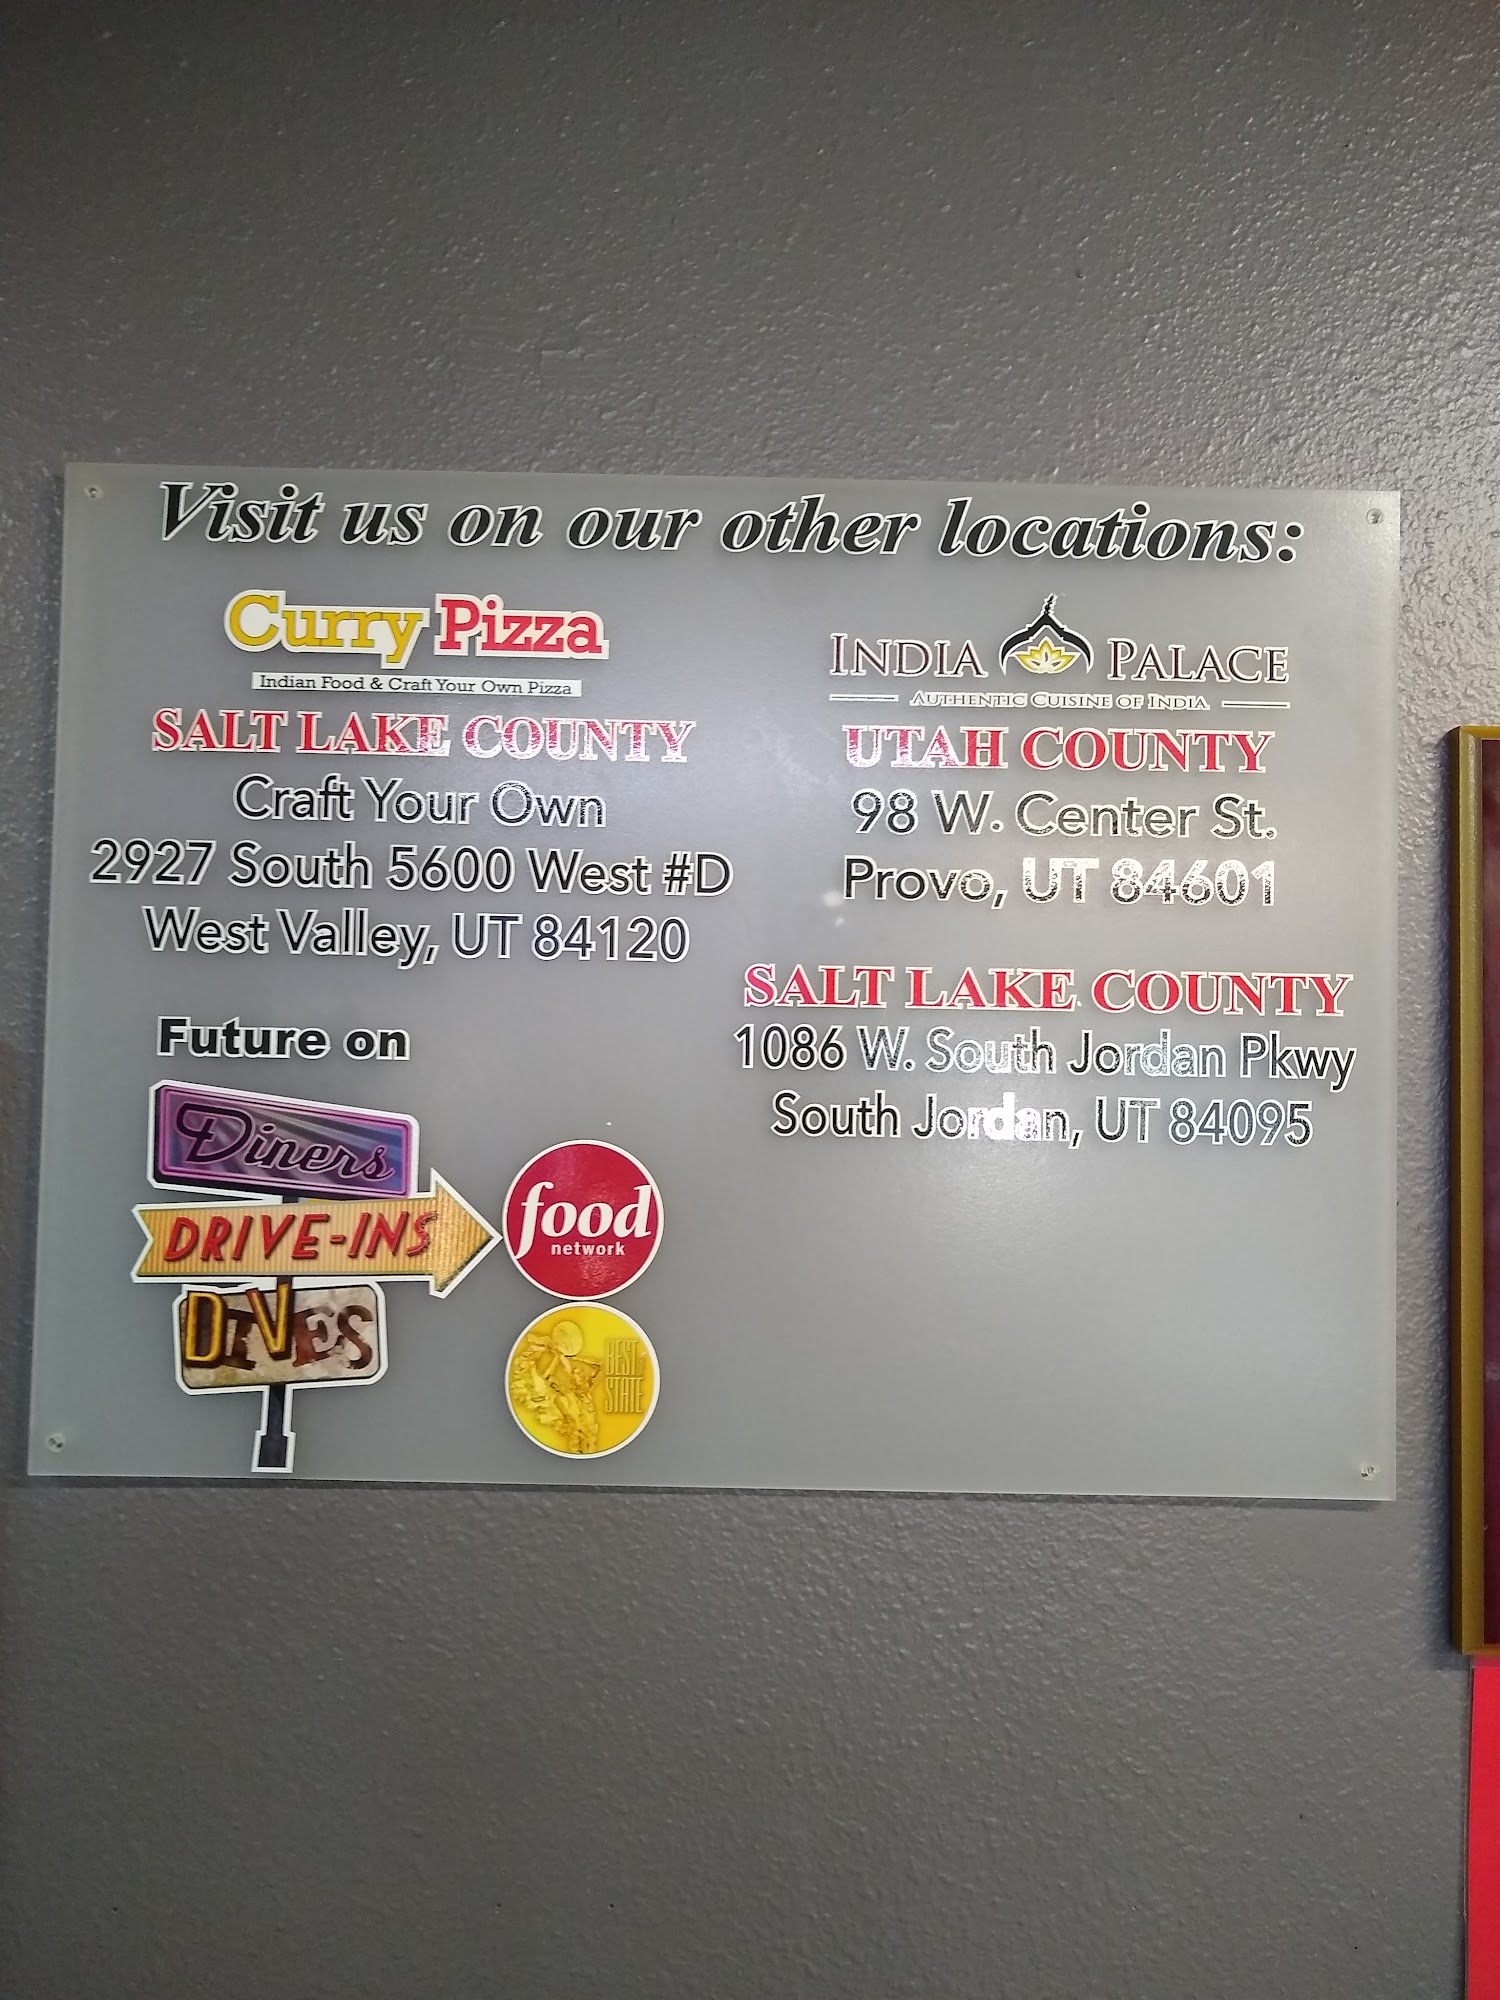 Visit us on our other locations:
Curry Pizza
Indian Food & Craft Your Own Pizza
SALT LAKE COUNTY
Craft Your Own
2927 South 5600 West #D
West Valley, UT 84120
Future on
Diners
DRIVE-INS
DIVES
food
network
BEST OF
STATE
INDIA PALACE
AUTHENTIC CUISINE OF INDIA
UTAH COUNTY
98 W. Center St.
Provo, UT 84601
SALT LAKE COUNTY
1086 W. South Jordan Pkwy
South Jordan, UT 84095